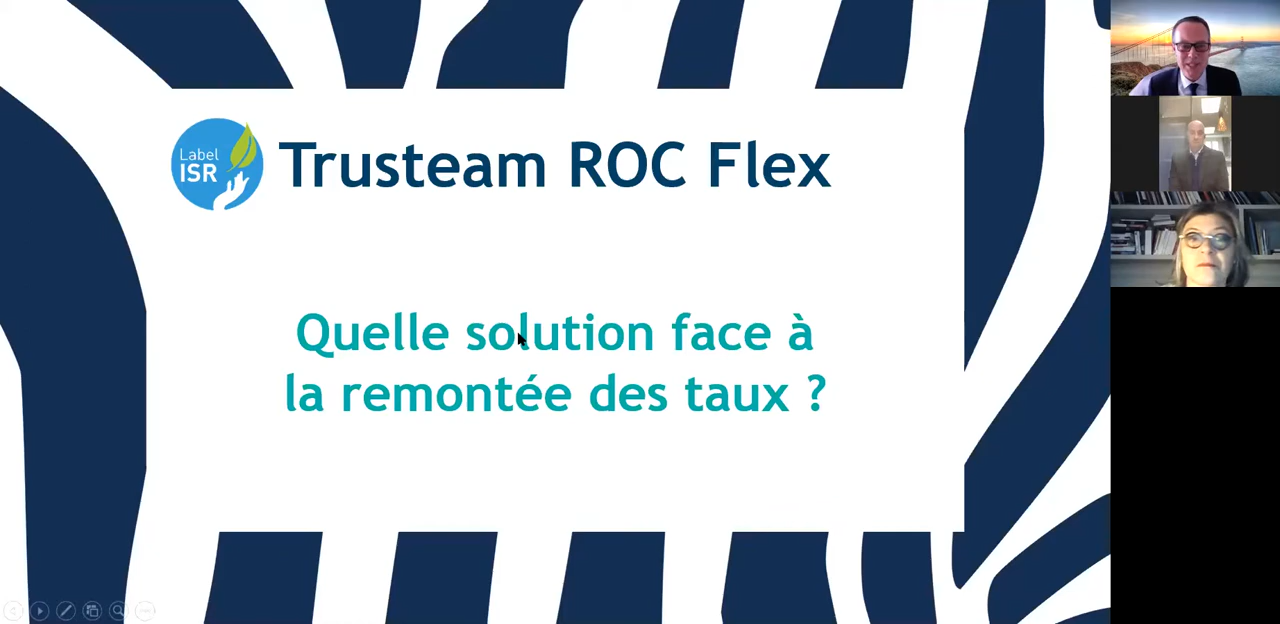 Label
ISR
Trusteam ROC Flex
Quelle solution face à
la remontée des taux ?